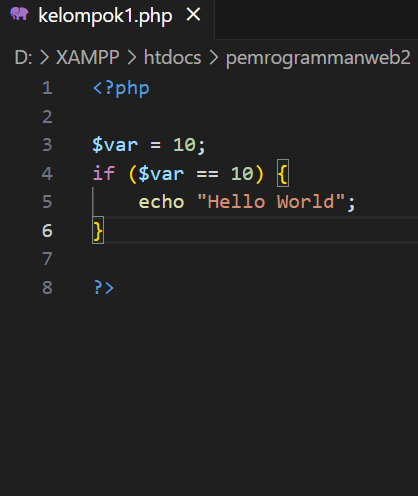 kelompok1.php ×
D: > XAMPP > htdocs > pemrogrammanweb2
1 <?php
2
3 $var = 10;
4 if ($var == 10) {
5     echo "Hello World";
6 }
7
8 ?>